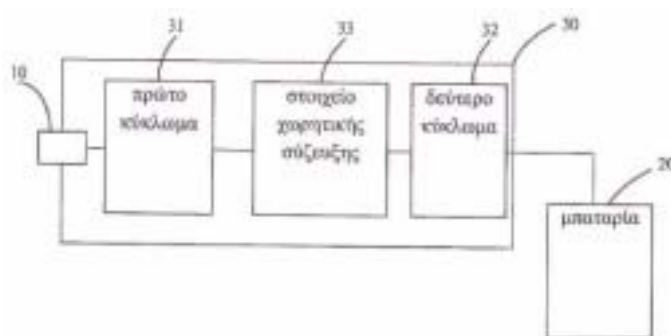 31
33
32
30
10
πρώτο
κύκλωμα
στοιχείο
χωρητικής
σύζευξης
δεύτερο
κύκλωμα
20
μπαταρία